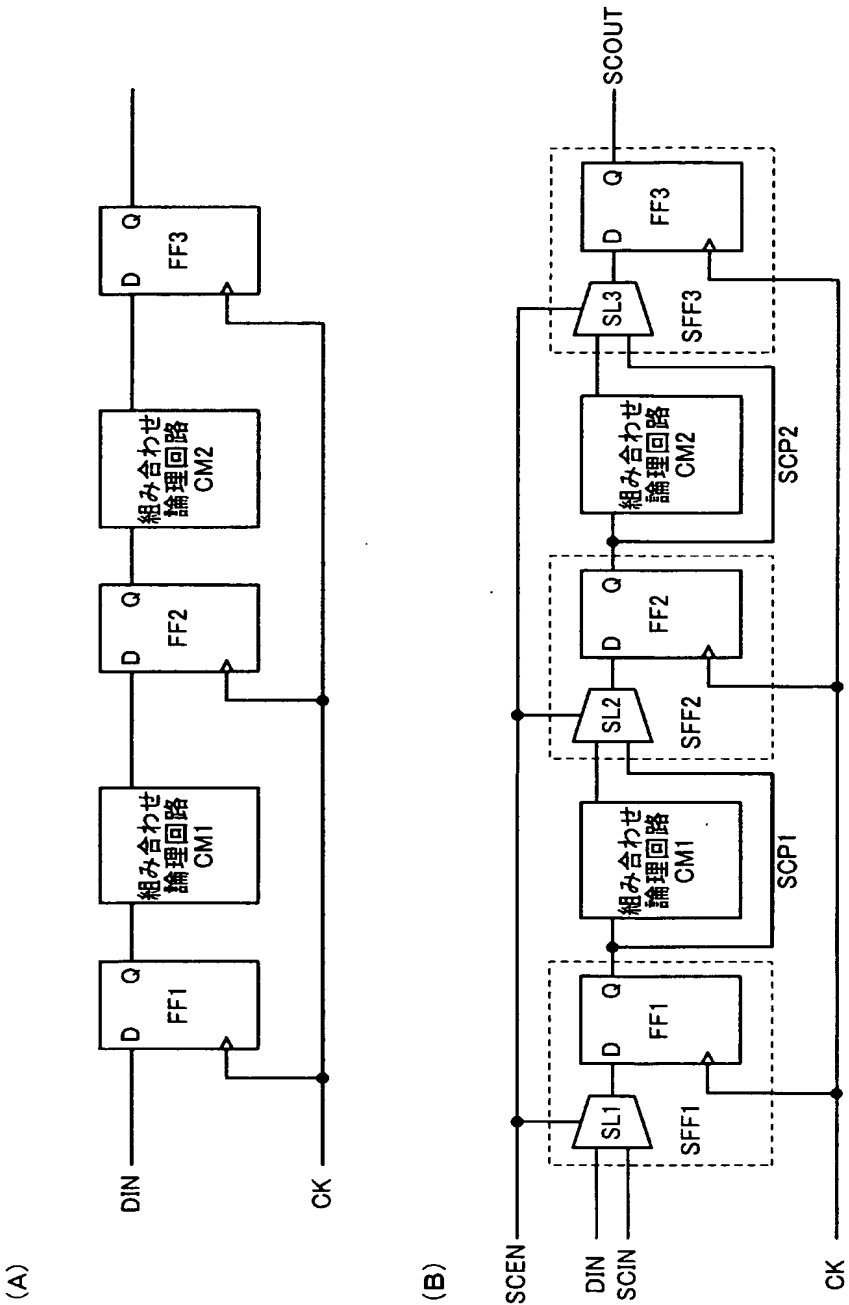 (A)
DIN
CK
D
Q
FF1
組み合わせ
論理回路
CM1
D
Q
FF2
組み合わせ
論理回路
CM2
D
Q
FF3
(B)
SCEN
DIN
SCIN
CK
SL1
D
Q
FF1
SFF1
組み合わせ
論理回路
CM1
SCP1
SL2
D
Q
FF2
SFF2
組み合わせ
論理回路
CM2
SCP2
SL3
D
Q
FF3
SFF3
SCOUT